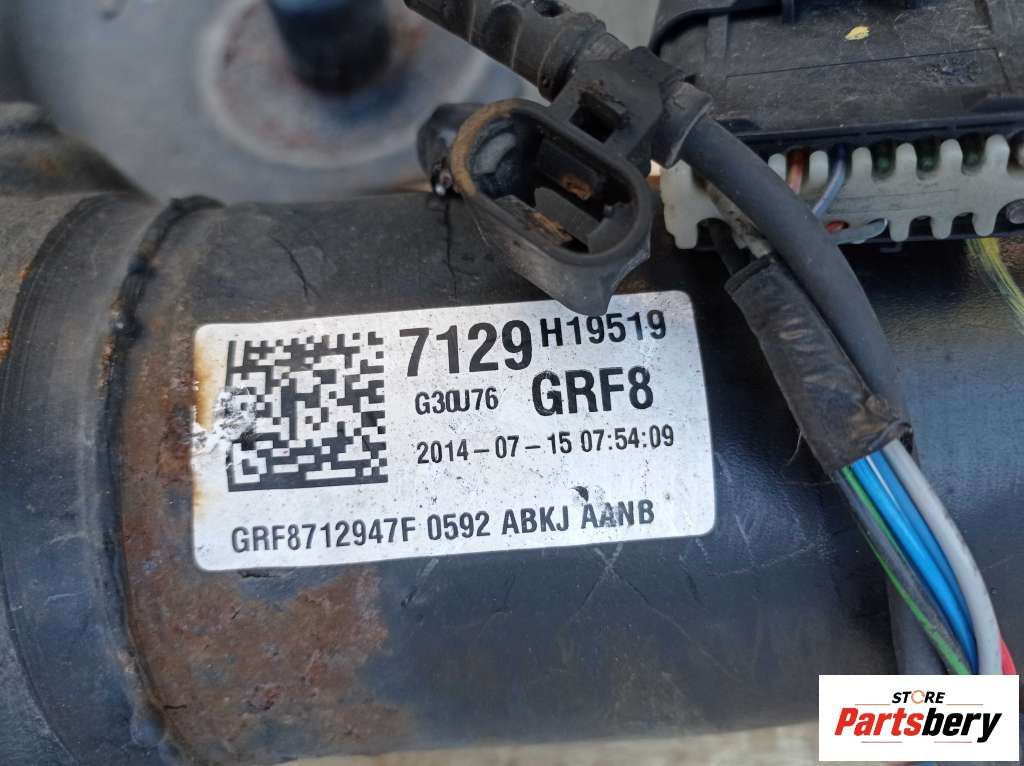 7129 H19519
G30U76 GRF8
2014-07-15 07:54:09
GRF8712947F 0592 ABKJ AANB
STORE
Partsbery